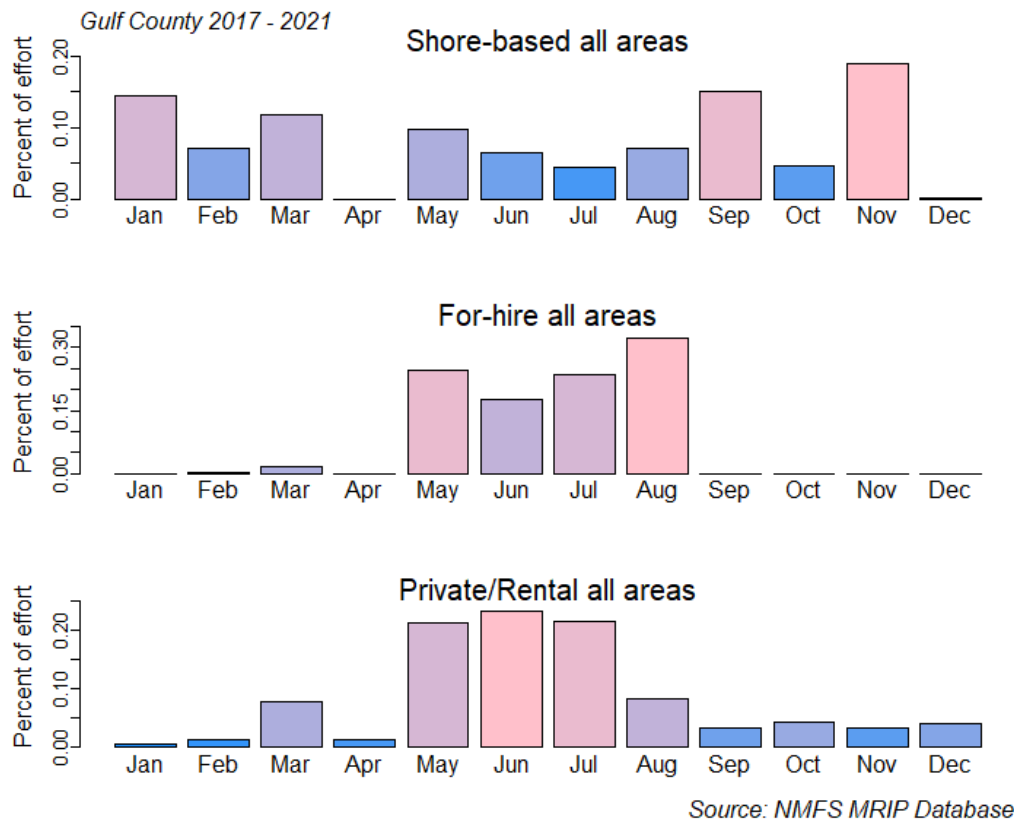 Gulf County 2017 - 2021
Shore-based all areas
Percent of effort
0.20
0.10
0.00
Jan Feb Mar Apr May Jun Jul Aug Sep Oct Nov Dec
For-hire all areas
Percent of effort
0.30
0.15
0.00
Jan Feb Mar Apr May Jun Jul Aug Sep Oct Nov Dec
Private/Rental all areas
Percent of effort
0.20
0.10
0.00
Jan Feb Mar Apr May Jun Jul Aug Sep Oct Nov Dec
Source: NMFS MRIP Database